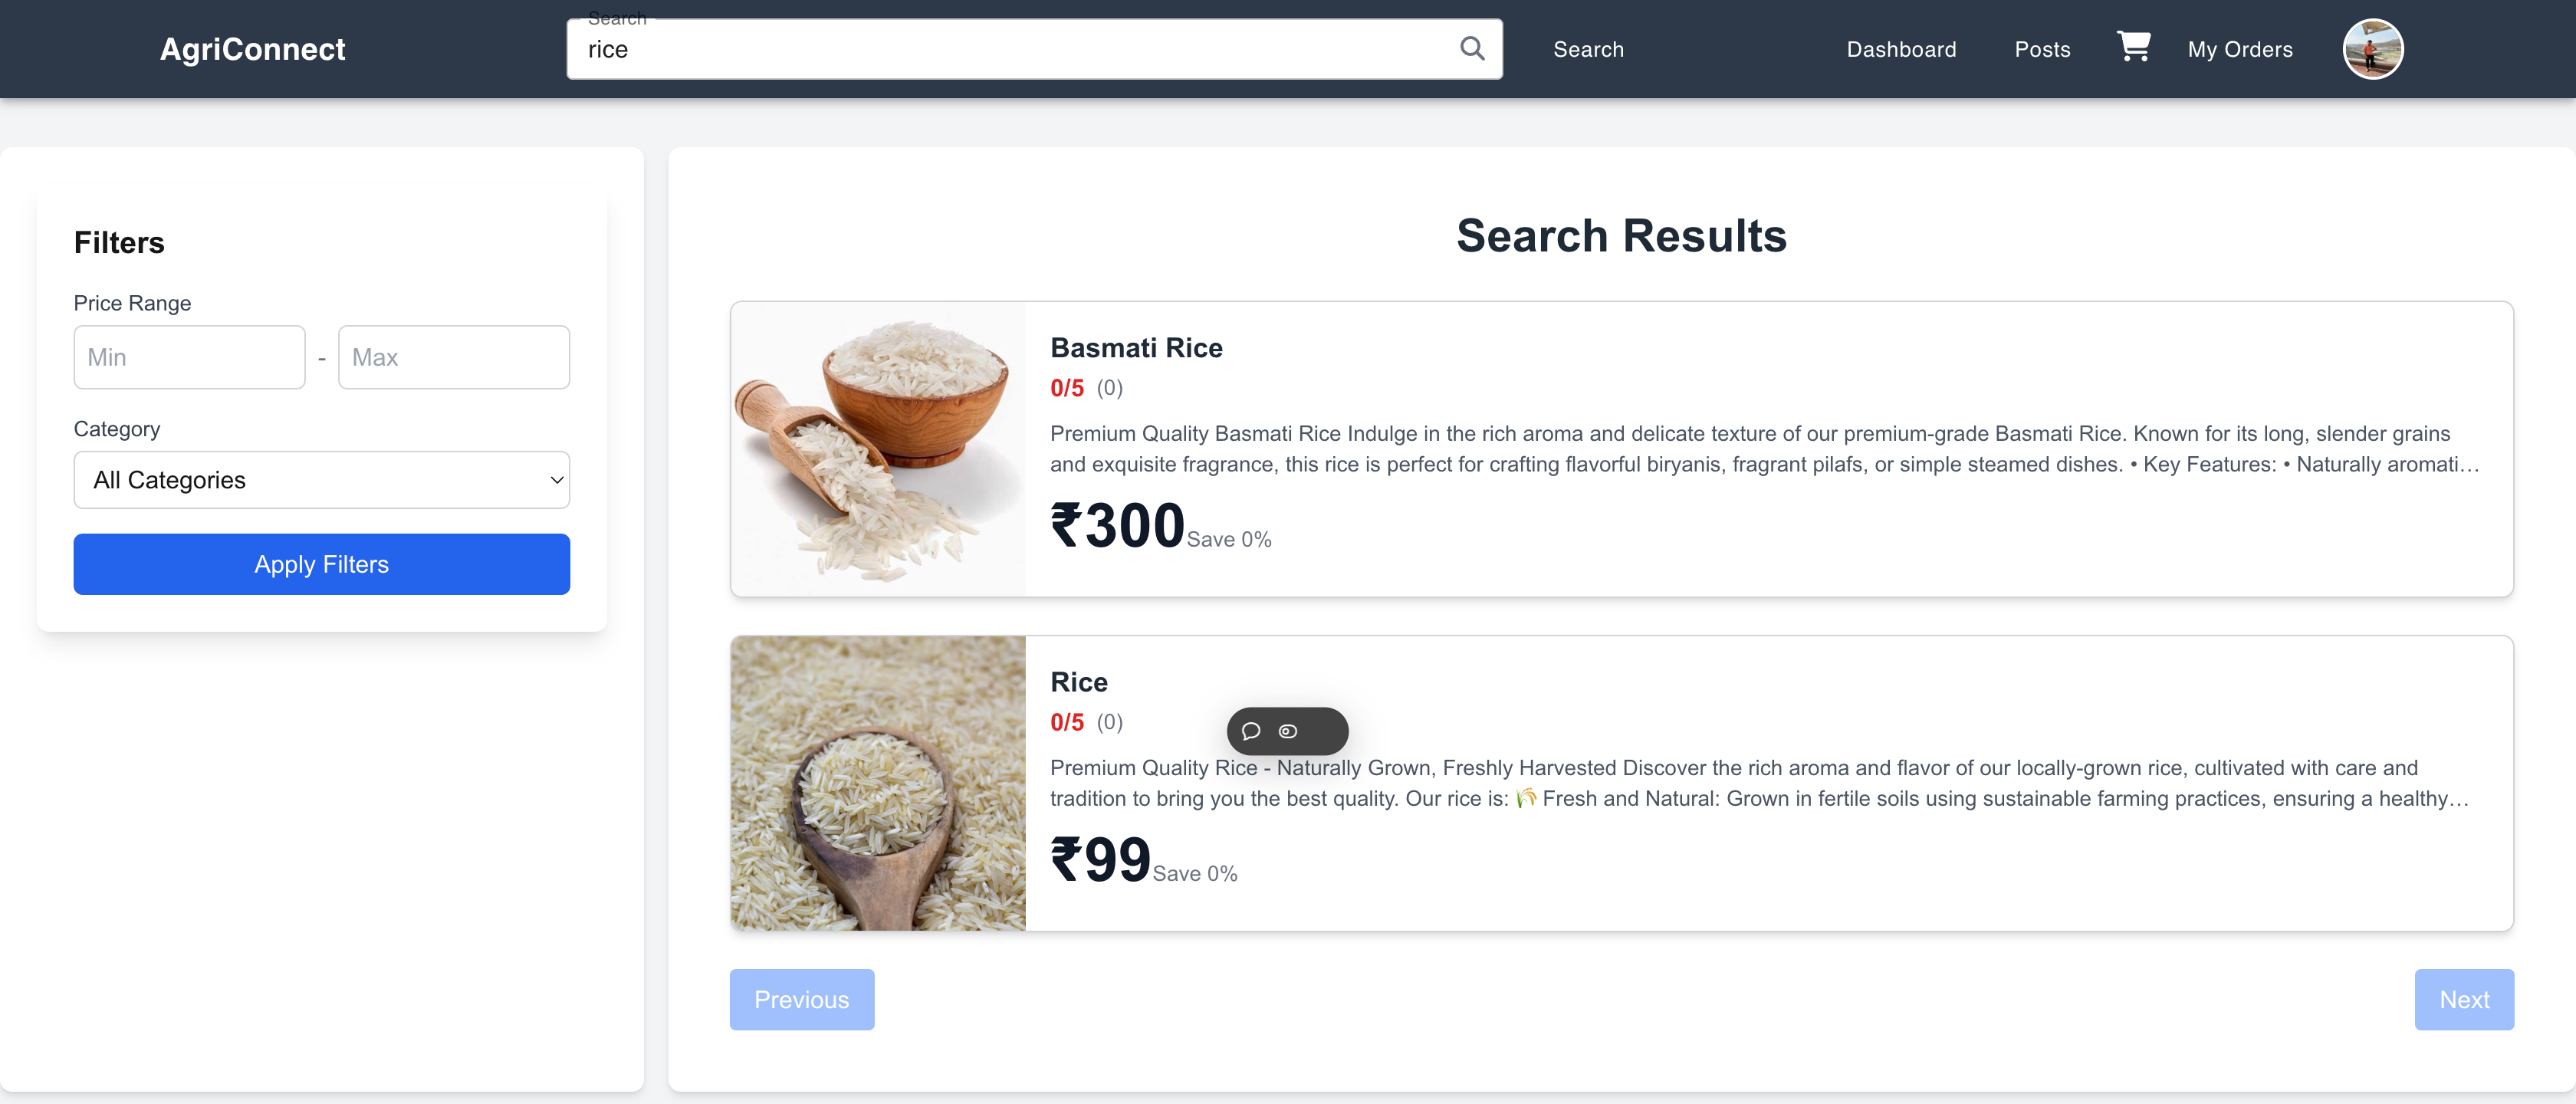 AgriConnect
Search
rice
Search
Dashboard
Posts
My Orders
Filters
Price Range
Min - Max
Category
All Categories
Apply Filters
Search Results
Basmati Rice
0/5 (0)
Premium Quality Basmati Rice Indulge in the rich aroma and delicate texture of our premium-grade Basmati Rice. Known for its long, slender grains
and exquisite fragrance, this rice is perfect for crafting flavorful biryanis, fragrant pilafs, or simple steamed dishes. • Key Features: • Naturally aromati…
₹300 Save 0%
Rice
0/5 (0)
Premium Quality Rice - Naturally Grown, Freshly Harvested Discover the rich aroma and flavor of our locally-grown rice, cultivated with care and
tradition to bring you the best quality. Our rice is: 🌾 Fresh and Natural: Grown in fertile soils using sustainable farming practices, ensuring a healthy…
₹99 Save 0%
Previous
Next